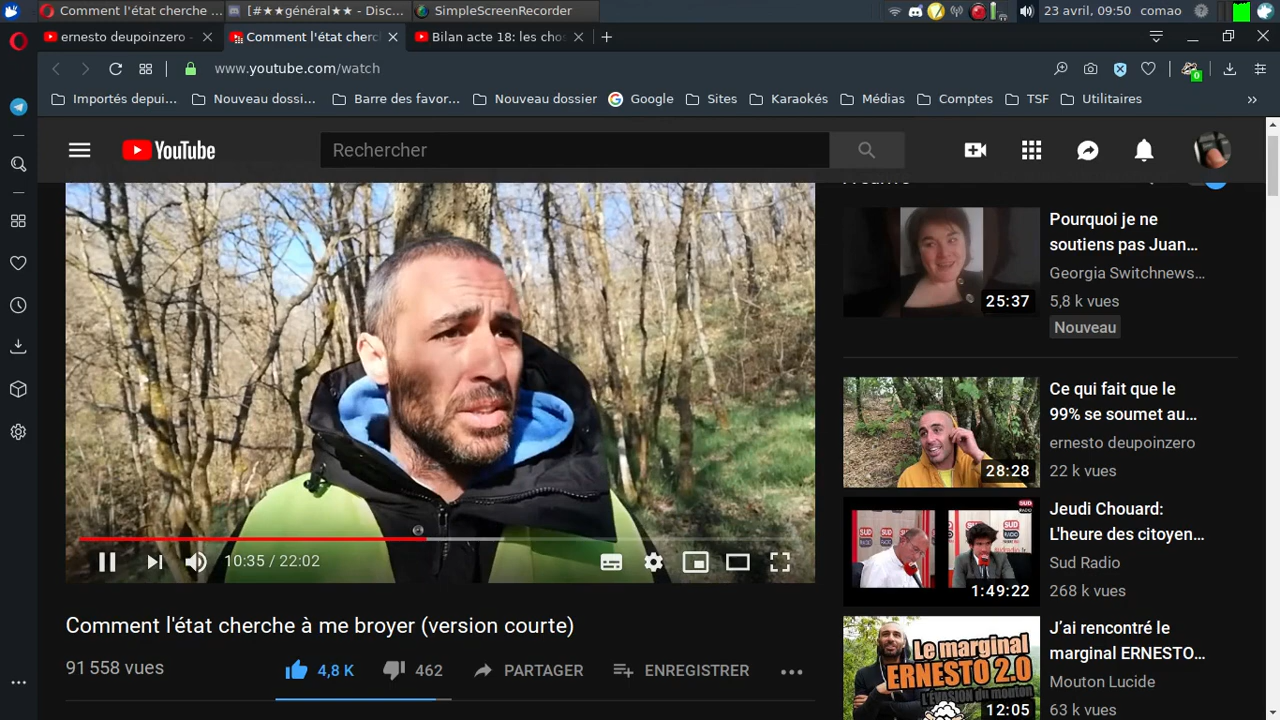 Comment l'état cherche ...
[#★★général★★ - Disc...
SimpleScreenRecorder
23 avril, 09:50
comao
ernesto deupoinzero -
Comment l'état cherc
Bilan acte 18: les cho
www.youtube.com/watch
0
Importés depui...
Nouveau dossi...
Barre des favor...
Nouveau dossier
Google
Sites
Karaokés
Médias
Comptes
TSF
Utilitaires
YouTube
Rechercher
Pourquoi je ne
soutiens pas Juan...
Georgia Switchnews...
5,8 k vues
Nouveau
25:37
Ce qui fait que le
99% se soumet au...
ernesto deupoinzero
22 k vues
28:28
Jeudi Chouard:
L'heure des citoyen...
Sud Radio
268 k vues
SUD
RADIO
1:49:22
J'ai rencontré le
marginal ERNESTO...
Mouton Lucide
63 k vues
Le marginal
ERNESTO 2.0
L'ÉVASION du mouton
12:05
10:35 / 22:02
Comment l'état cherche à me broyer (version courte)
91 558 vues
4,8 K
462
PARTAGER
ENREGISTRER